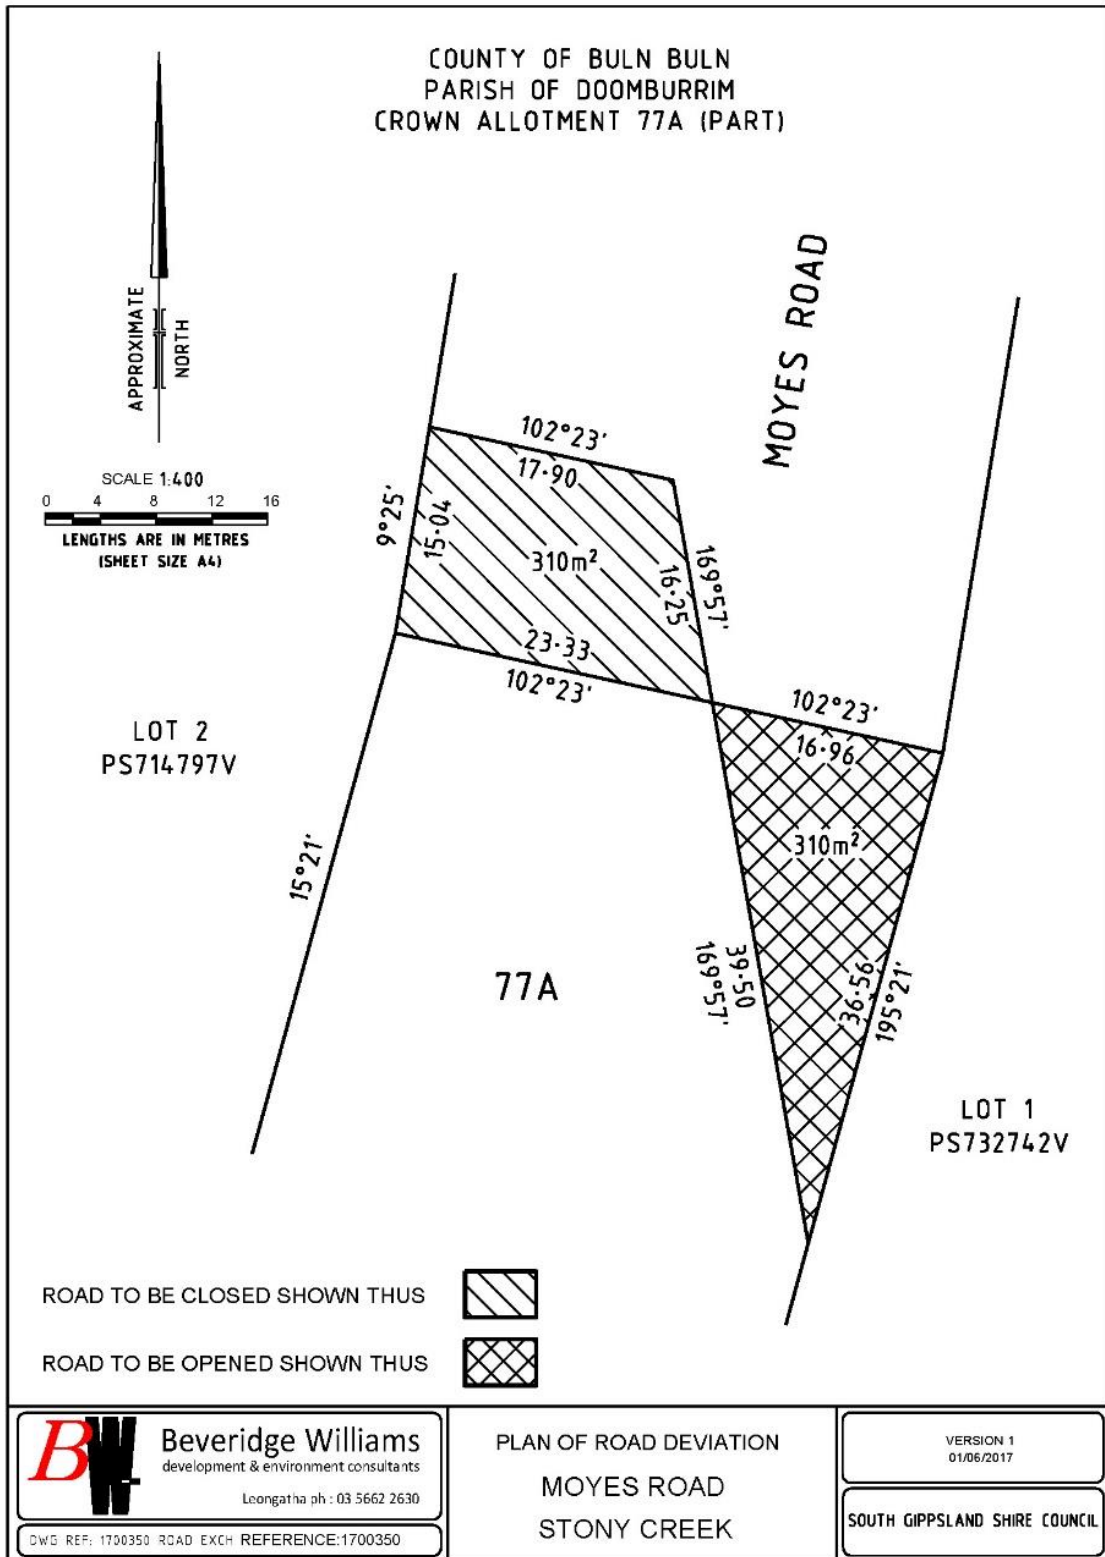 COUNTY OF BULN BULN
PARISH OF DOOMBURRIM
CROWN ALLOTMENT 77A (PART)
APPROXIMATE
NORTH
MOYES ROAD
SCALE 1:400
0 4 8 12 16
LENGTHS ARE IN METRES
(SHEET SIZE A4)
102°23'
17·90
9°25'
15·04
310m²
16·25
169°57'
23·33
102°23'
102°23'
16·96
LOT 2
PS714797V
310m²
15°21'
77A
39·50
169°57'
36·56
195°21'
LOT 1
PS732742V
ROAD TO BE CLOSED SHOWN THUS
ROAD TO BE OPENED SHOWN THUS
BW
Beveridge Williams
development & environment consultants
Leongatha ph : 03 5662 2630
DWG REF: 1700350 ROAD EXCH REFERENCE:1700350
PLAN OF ROAD DEVIATION
MOYES ROAD
STONY CREEK
VERSION 1
01/06/2017
SOUTH GIPPSLAND SHIRE COUNCIL